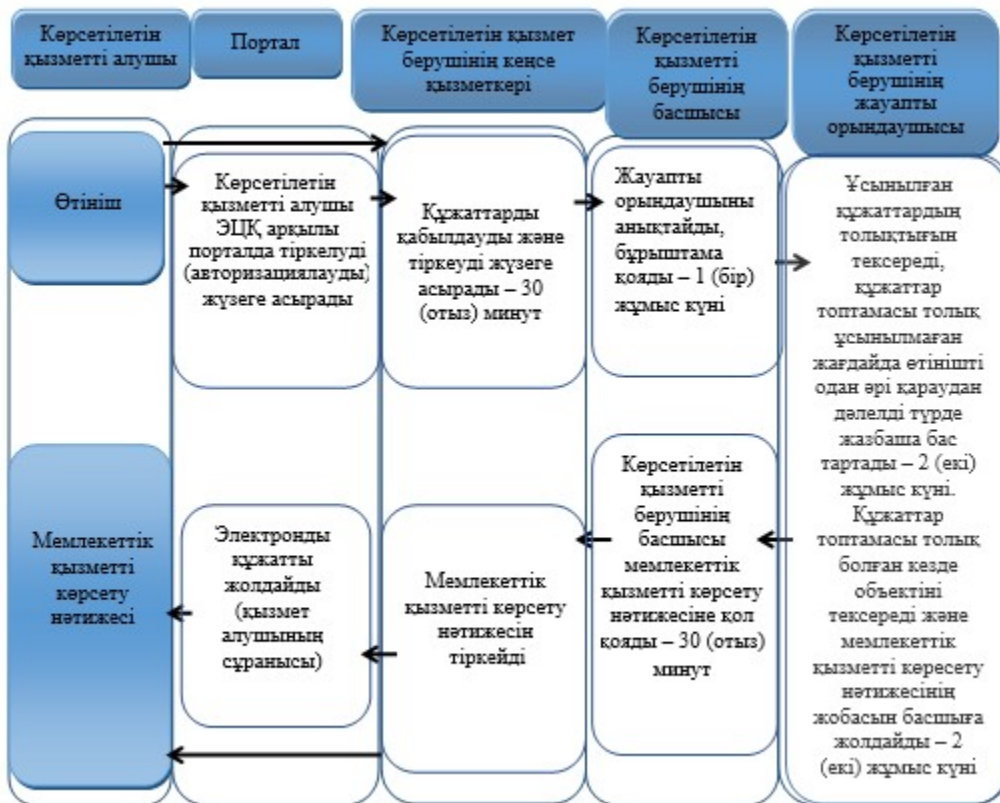 Көрсетілетін
қызметті алушы
Портал
Көрсетілетін қызмет
берушінің кеңсе
қызметкері
Көрсетілетін
қызметті
берушінің
басшысы
Көрсетілетін
қызметті
берушінің
жауапты
орындаушысы
Өтініш
Көрсетілетін
қызметті алушы
ЭЦҚ арқылы
порталда тіркелуді
(авторизациялауды)
жүзеге асырады
Құжаттарды
қабылдауды және
тіркеуді жүзеге
асырады – 30
(отыз) минут
Жауапты
орындаушыны
анықтайды,
бұрыштама
қояды – 1 (бір)
жұмыс күні
Ұсынылған
құжаттардың
толықтығын
тексереді,
құжаттар
топтамасы толық
ұсынылмаған
жағдайда өтінішті
одан әрі қараудан
дәлелді түрде
жазбаша бас
тартады – 2 (екі)
жұмыс күні.
Құжаттар
топтамасы толық
болған кезде
объектіні
тексереді және
мемлекеттік
қызметті көресету
нәтижесінің
жобасын басшыға
жолдайды – 2
(екі) жұмыс күні
Көрсетілетін
қызметті
берушінің
басшысы
мемлекеттік
қызметті көрсету
нәтижесіне қол
қояды – 30 (отыз)
минут
Мемлекеттік
қызметті көрсету
нәтижесін
тіркейді
Электронды
құжатты
жолдайды
(қызмет
алушының
сұранысы)
Мемлекеттік
қызметті
көрсету
нәтижесі